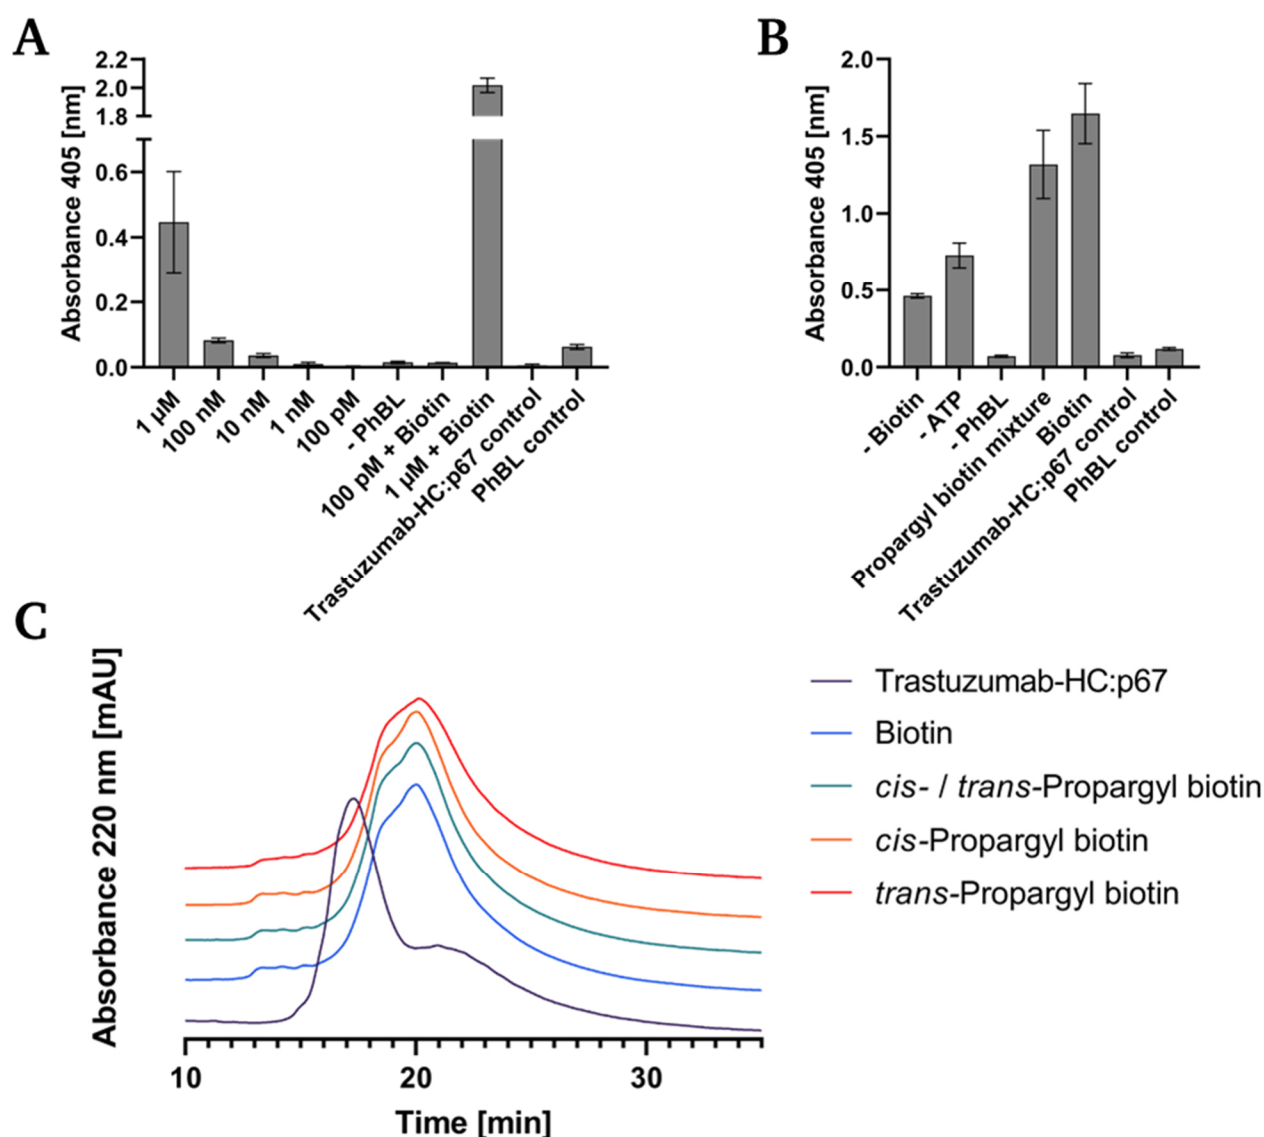 A
Absorbance 405 [nm]
2.2
2.0
1.8
0.6
0.4
0.2
0.0
1 μM
100 nM
10 nM
1 nM
100 pM
- PhBL
100 pM + Biotin
1 μM + Biotin
Trastuzumab-HC:p67 control
PhBL control
B
Absorbance 405 [nm]
2.0
1.5
1.0
0.5
0.0
- Biotin
- ATP
- PhBL
Propargyl biotin mixture
Biotin
Trastuzumab-HC:p67 control
PhBL control
C
Absorbance 220 nm [mAU]
10
20
30
Time [min]
Trastuzumab-HC:p67
Biotin
cis- / trans-Propargyl biotin
cis-Propargyl biotin
trans-Propargyl biotin